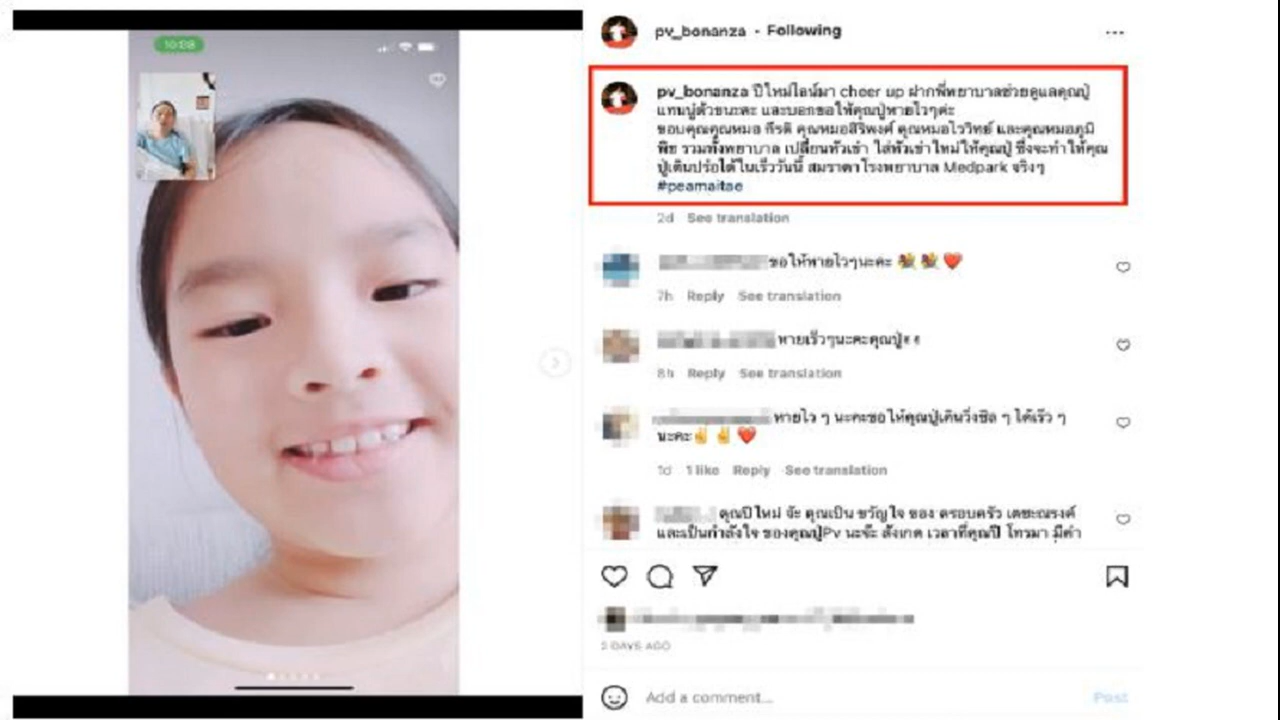 10:08
pv_bonanza • Following
pv_bonanza ปีใหม่ไลน์มา cheer up ฝากพี่พยาบาลช่วยดูแลคุณปู่
แทนนู๋ด้วยนะคะ และบอกขอให้คุณปู่หายไวๆค่ะ
ขอบคุณคุณหมอ กีรติ คุณหมอสิริพงศ์ คุณหมอไรวิทย์ และคุณหมอภูมิ
พิช รวมทั้งพยาบาล เปลี่ยนหัวเข่า ใส่หัวเข่าใหม่ให้คุณปู่ ซึ่งจะทำให้คุณ
ปู่เดินปร๋อได้ในเร็ววันนี้ สมราคาโรงพยาบาล Medpark จริงๆ
#peamaitae
2d See translation
ขอให้หายไวๆนะคะ
7h Reply See translation
หายเร็วๆนะคะคุณปู่
8h Reply See translation
หายไว ๆ นะคะขอให้คุณปู่เดินวิ่งชิล ๆ ได้เร็ว ๆ
นะคะ✌️✌️❤️
1d 1 like Reply See translation
คุณปีใหม่ จ๊ะ คุณเป็น ขวัญใจ ของ ครอบครัว เตชะณรงค์
และเป็นกำลังใจ ของคุณปู่Pv นะจ๊ะ สังเกต เวลาที่คุณปี โทรมา มีค่า
2 DAYS AGO
Add a comment...
Post